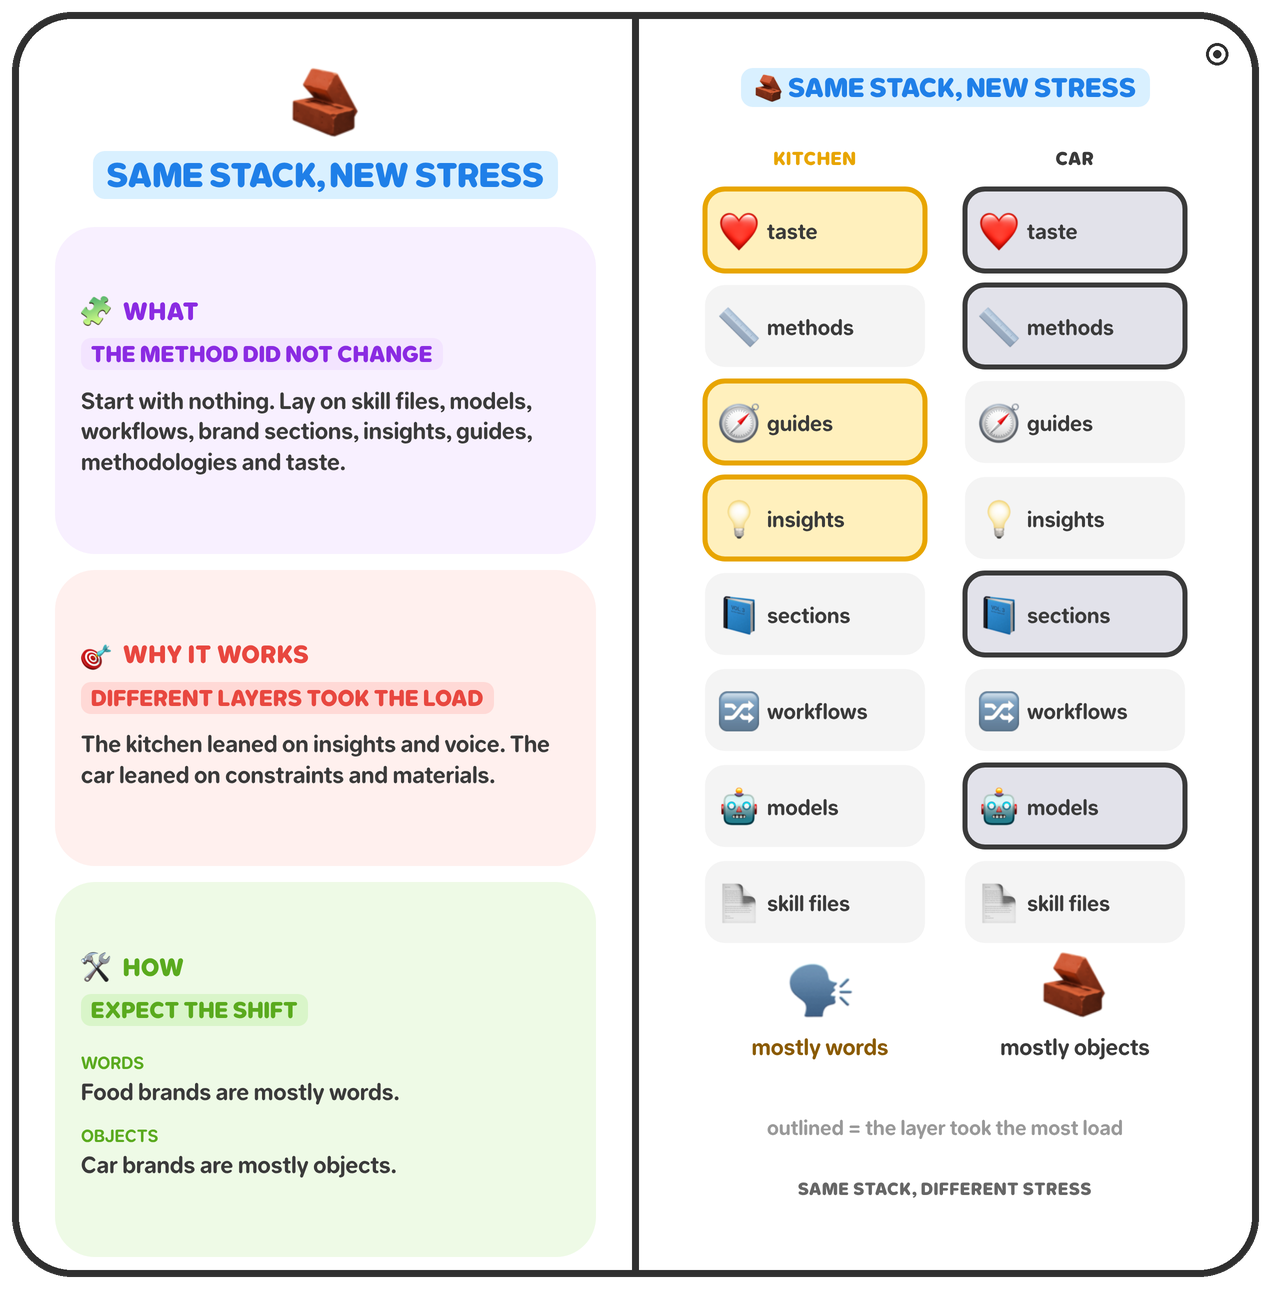 SAME STACK, NEW STRESS
WHAT
THE METHOD DID NOT CHANGE
Start with nothing. Lay on skill files, models,
workflows, brand sections, insights, guides,
methodologies and taste.
WHY IT WORKS
DIFFERENT LAYERS TOOK THE LOAD
The kitchen leaned on insights and voice. The
car leaned on constraints and materials.
HOW
EXPECT THE SHIFT
WORDS
Food brands are mostly words.
OBJECTS
Car brands are mostly objects.
SAME STACK, NEW STRESS
KITCHEN
taste
methods
guides
insights
sections
workflows
models
skill files
mostly words
CAR
taste
methods
guides
insights
sections
workflows
models
skill files
mostly objects
outlined = the layer took the most load
SAME STACK, DIFFERENT STRESS